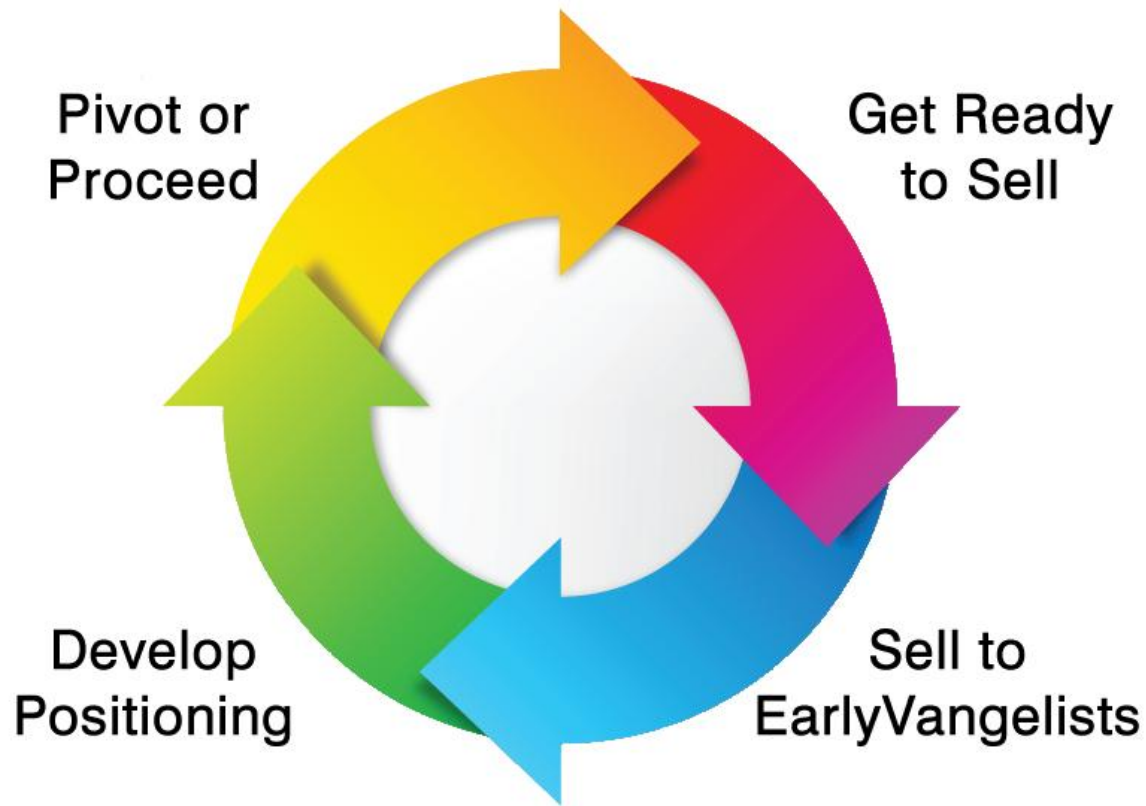 Pivot or
Proceed
Get Ready
to Sell
Develop
Positioning
Sell to
EarlyVangelists